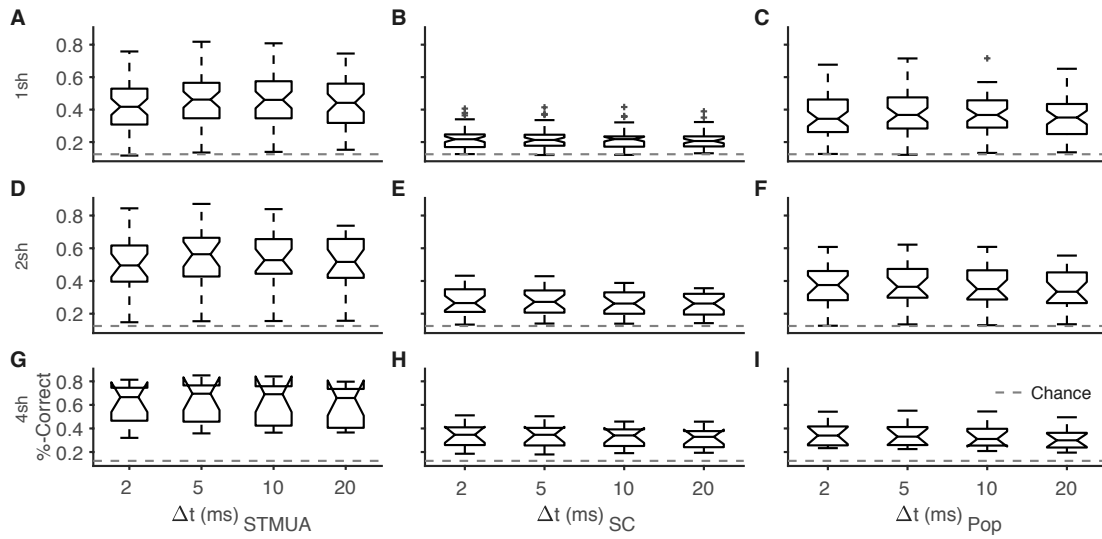 A B C
1sh
0.8
0.6
0.4
0.2
D E F
2sh
0.8
0.6
0.4
0.2
G H I
4sh
%-Correct
0.8
0.6
0.4
0.2
Chance
2 5 10 20 2 5 10 20 2 5 10 20
Δt (ms) STMUA Δt (ms) SC Δt (ms) Pop